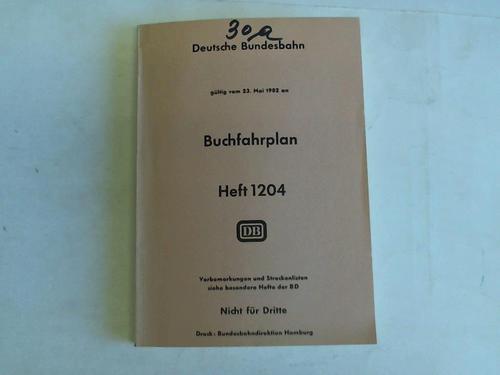 30a
Deutsche Bundesbahn
gültig vom 23. Mai 1982 an
Buchfahrplan
Heft 1204
DB
Vorbemerkungen und Streckenlisten
siehe besondere Hefte der BD
Nicht für Dritte
Druck: Bundesbahndirektion Hamburg